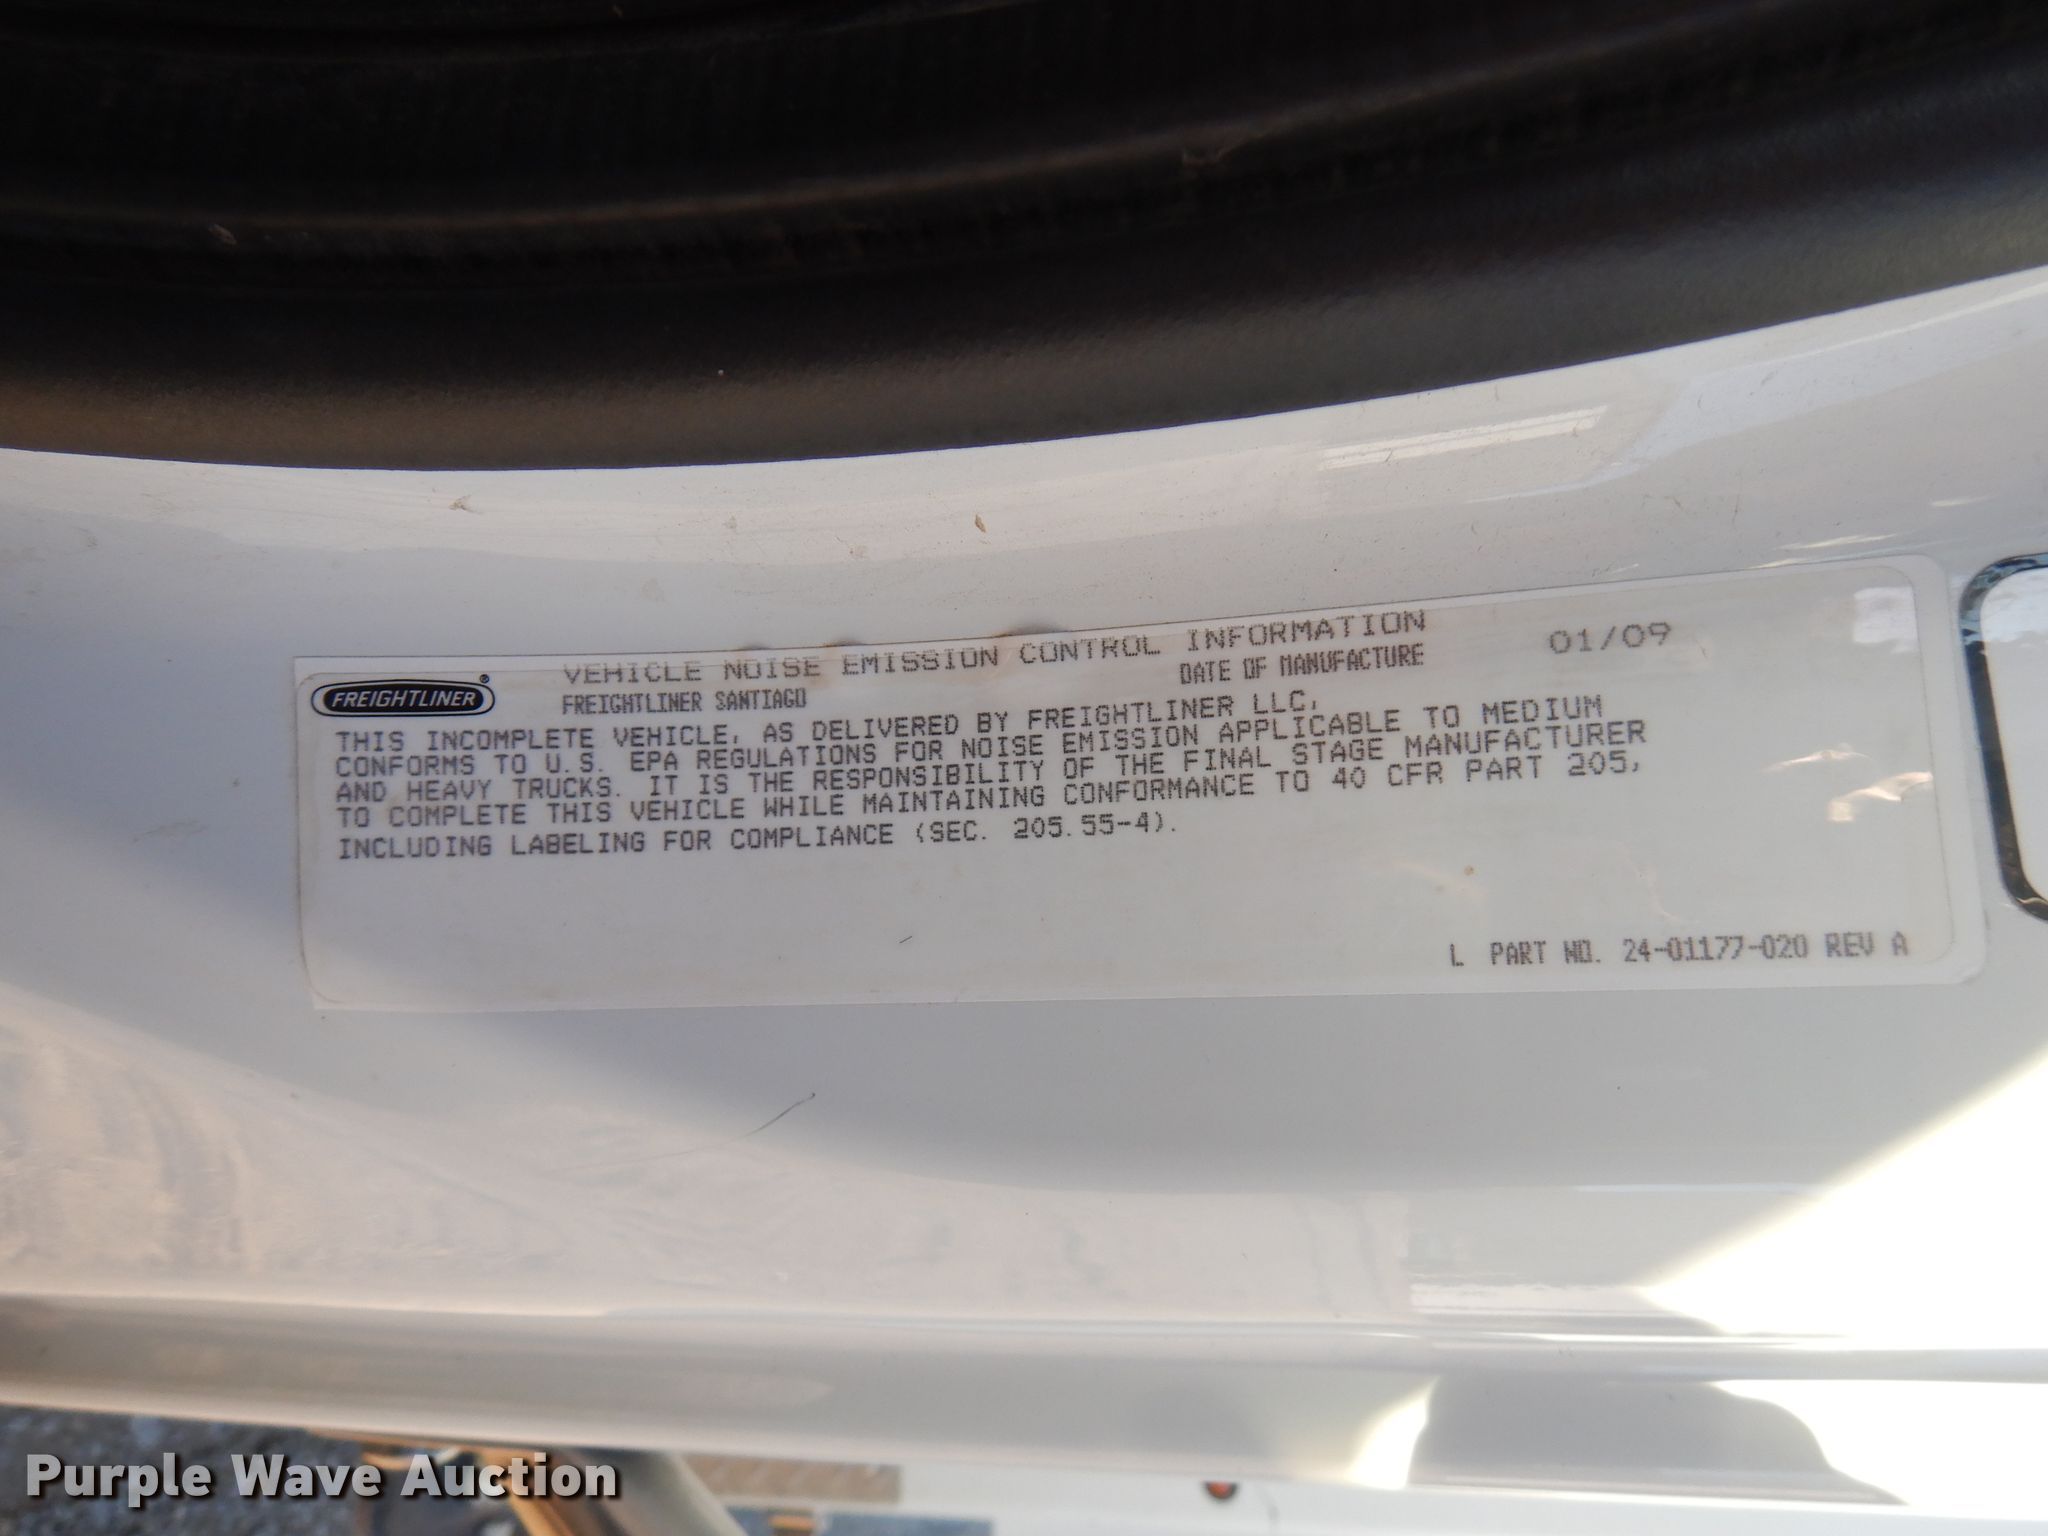 VEHICLE NOISE EMISSION CONTROL INFORMATION 01/09
FREIGHTLINER® FREIGHTLINER SANTIAGO DATE OF MANUFACTURE
THIS INCOMPLETE VEHICLE, AS DELIVERED BY FREIGHTLINER LLC,
CONFORMS TO U.S. EPA REGULATIONS FOR NOISE EMISSION APPLICABLE TO MEDIUM
AND HEAVY TRUCKS. IT IS THE RESPONSIBILITY OF THE FINAL STAGE MANUFACTURER
TO COMPLETE THIS VEHICLE WHILE MAINTAINING CONFORMANCE TO 40 CFR PART 205,
INCLUDING LABELING FOR COMPLIANCE (SEC. 205.55-4).
L PART NO. 24-01177-020 REV A
Purple Wave Auction